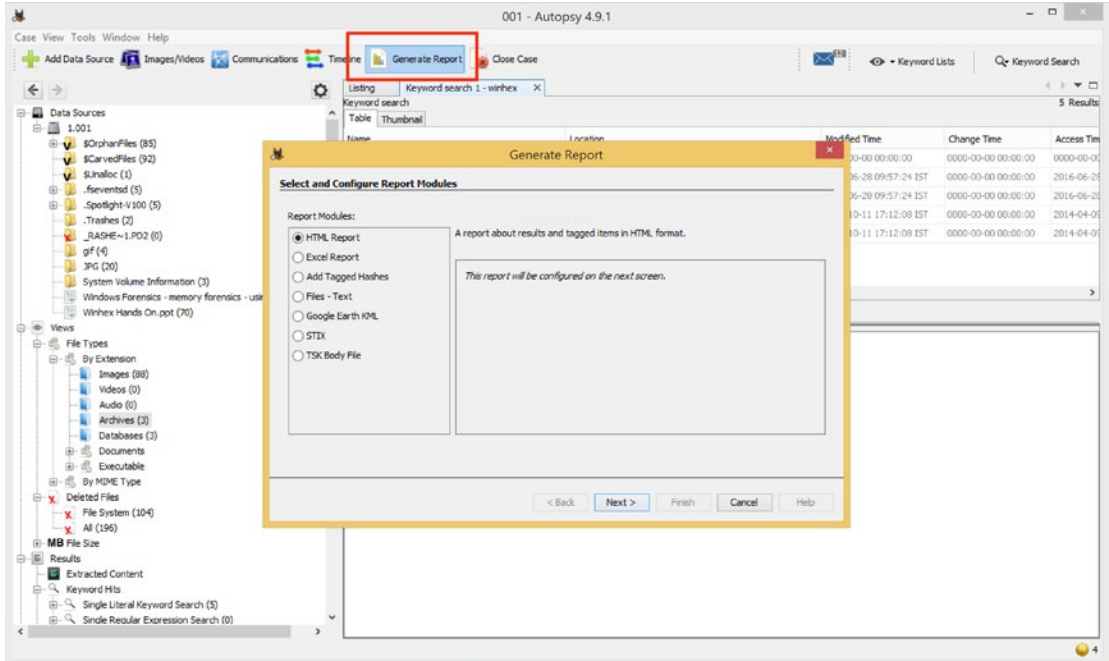 001 - Autopsy 4.9.1
Case View Tools Window Help
Add Data Source Images/Videos Communications Timeline Generate Report Close Case Keyword Lists Keyword Search
Listing Keyword search 1 - winhex X
Keyword search 5 Results
Table Thumbnail
Name Location Modified Time Change Time Access Tim
00-00 00:00:00 0000-00-00 00:00:00 0000-00-00
06-28 09:57:24 IST 0000-00-00 00:00:00 2016-06-28
06-28 09:57:24 IST 0000-00-00 00:00:00 2016-06-28
10-11 17:12:08 IST 0000-00-00 00:00:00 2014-04-09
10-11 17:12:08 IST 0000-00-00 00:00:00 2014-04-09
Data Sources
1.001
$OrphanFiles (85)
$CarvedFiles (92)
$Unalloc (1)
.fseventsd (5)
.Spotlight-V100 (5)
.Trashes (2)
_RASHE~1.PD2 (0)
gif (4)
JPG (20)
System Volume Information (3)
Windows Forensics - memory forensics - usin
Winhex Hands On.ppt (70)
Views
File Types
By Extension
Images (88)
Videos (0)
Audio (0)
Archives (3)
Databases (3)
Documents
Executable
By MIME Type
Deleted Files
File System (104)
All (196)
MB File Size
Results
Extracted Content
Keyword Hits
Single Literal Keyword Search (5)
Single Regular Expression Search (0)
Generate Report
Select and Configure Report Modules
Report Modules:
HTML Report
Excel Report
Add Tagged Hashes
Files - Text
Google Earth KML
STIX
TSK Body File
A report about results and tagged items in HTML format.
This report will be configured on the next screen.
< Back Next > Finish Cancel Help
4